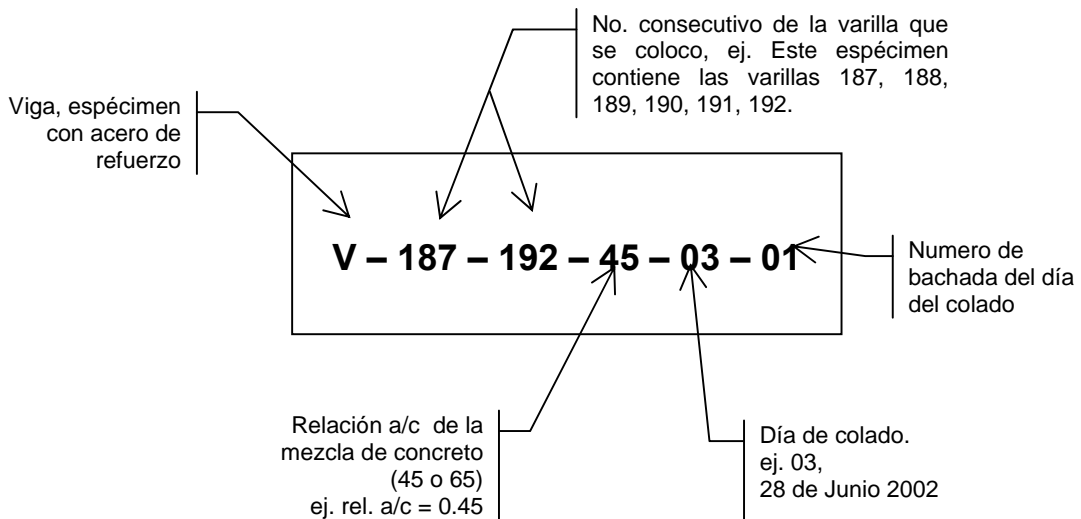 No. consecutivo de la varilla que
se coloco, ej. Este espécimen
contiene las varillas 187, 188,
189, 190, 191, 192.
Viga, espécimen
con acero de
refuerzo
V – 187 – 192 – 45 – 03 – 01
Numero de
bachada del día
del colado
Relación a/c de la
mezcla de concreto
(45 o 65)
ej. rel. a/c = 0.45
Día de colado.
ej. 03,
28 de Junio 2002